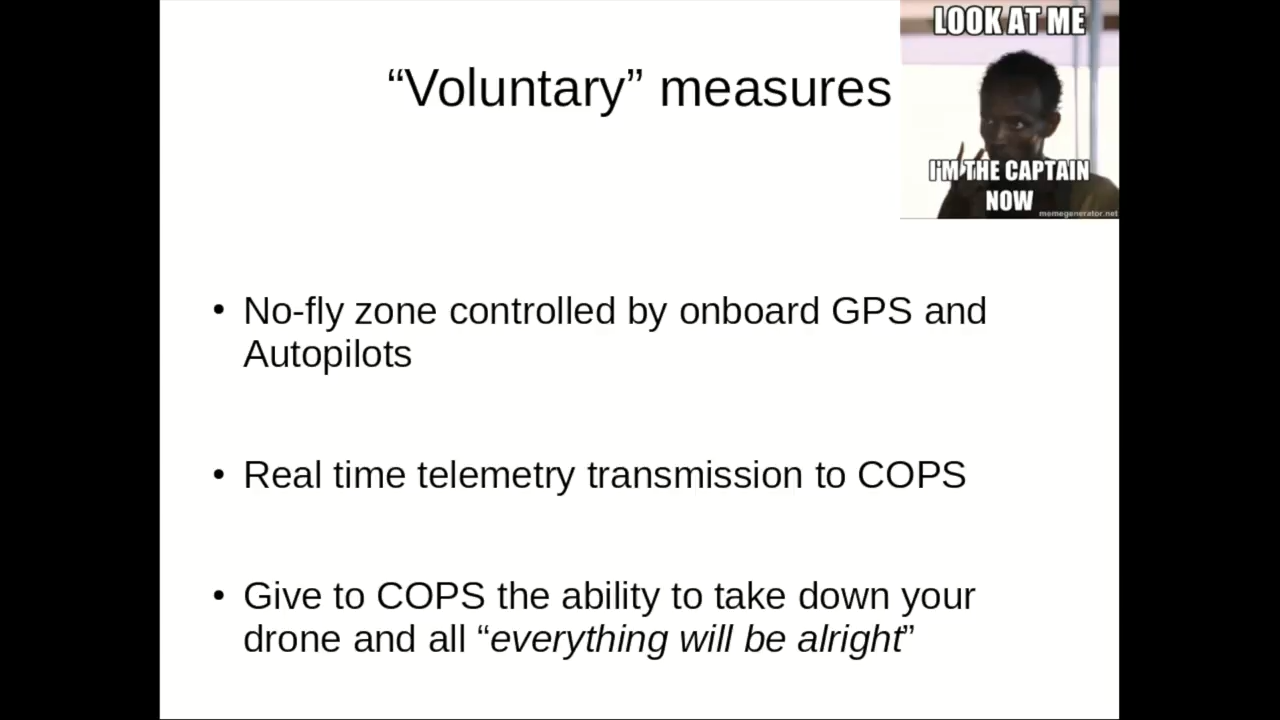 LOOK AT ME
“Voluntary” measures
I'M THE CAPTAIN
NOW
memegenerator.net
• No-fly zone controlled by onboard GPS and
Autopilots
• Real time telemetry transmission to COPS
• Give to COPS the ability to take down your
drone and all “everything will be alright”